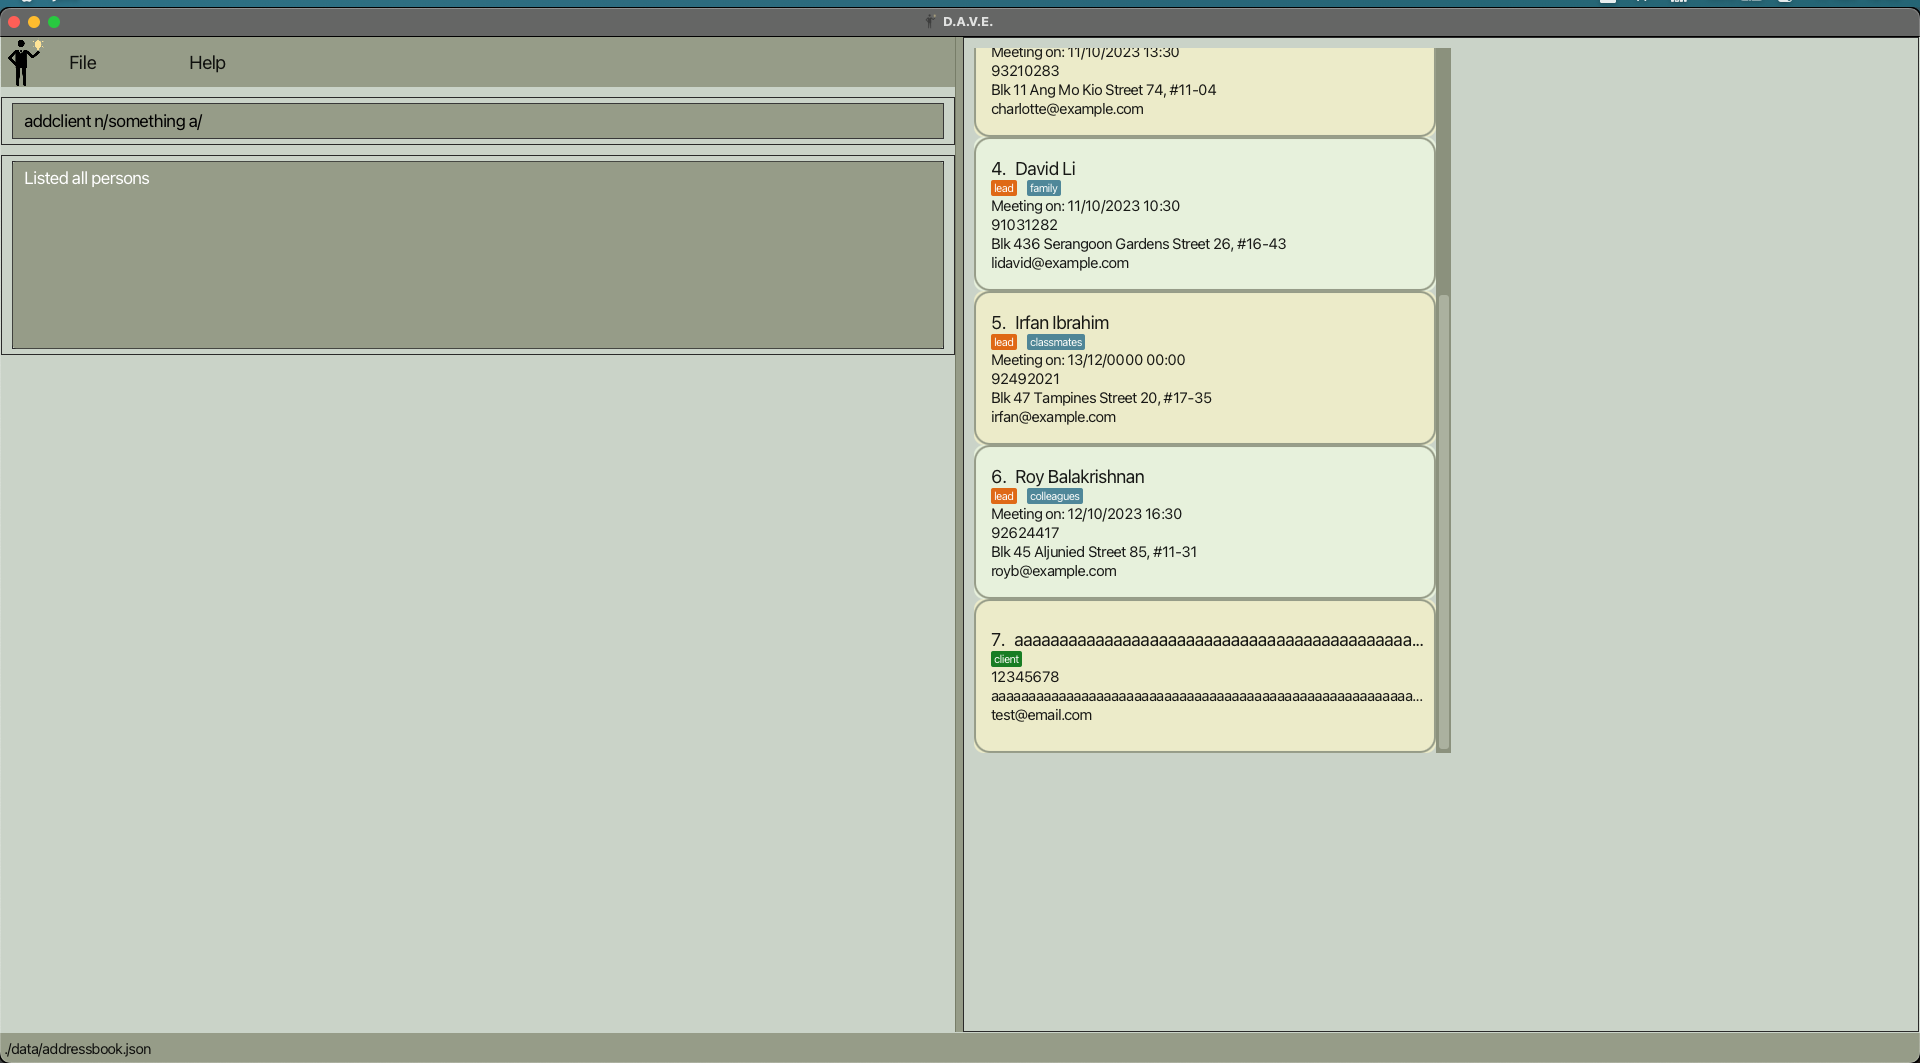 D.A.V.E.
File Help
addclient n/something a/
Listed all persons
Meeting on: 11/10/2023 13:30
93210283
Blk 11 Ang Mo Kio Street 74, #11-04
charlotte@example.com
4. David Li
lead family
Meeting on: 11/10/2023 10:30
91031282
Blk 436 Serangoon Gardens Street 26, #16-43
lidavid@example.com
5. Irfan Ibrahim
lead classmates
Meeting on: 13/12/0000 00:00
92492021
Blk 47 Tampines Street 20, #17-35
irfan@example.com
6. Roy Balakrishnan
lead colleagues
Meeting on: 12/10/2023 16:30
92624417
Blk 45 Aljunied Street 85, #11-31
royb@example.com
7. aaaaaaaaaaaaaaaaaaaaaaaaaaaaaaaaaaaaaaaaaaaa...
client
12345678
aaaaaaaaaaaaaaaaaaaaaaaaaaaaaaaaaaaaaaaaaaaaaaaaaaaaaaaa...
test@email.com
./data/addressbook.json